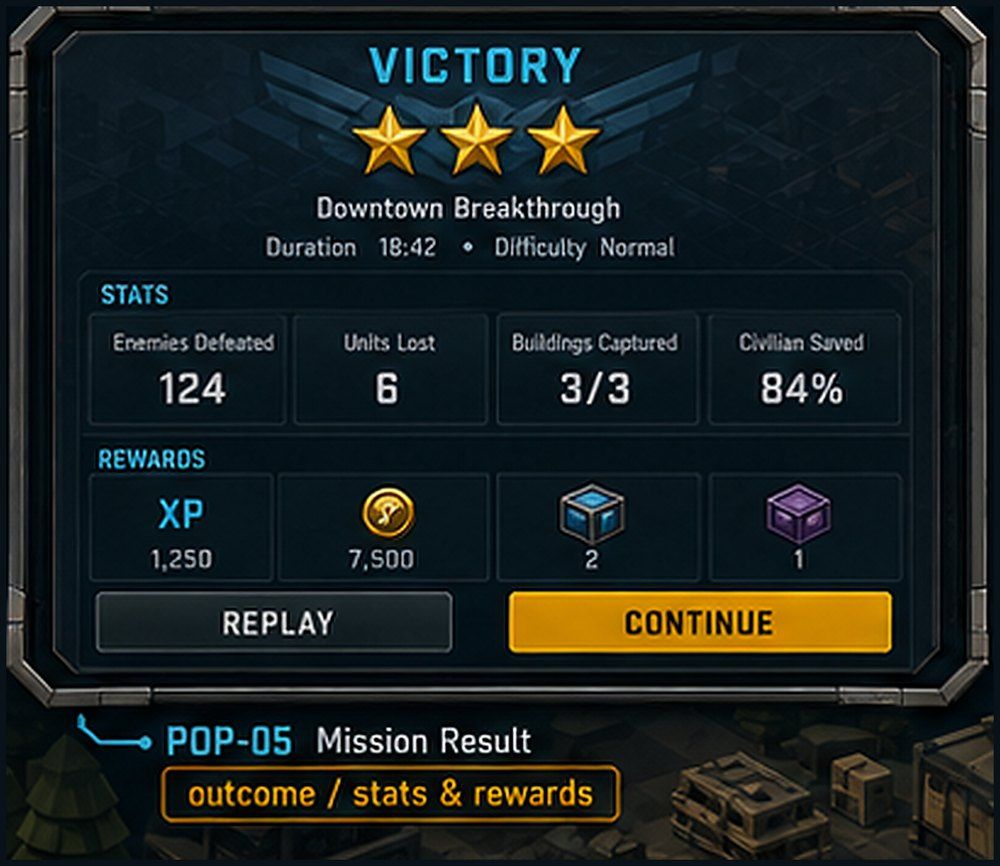 VICTORY
Downtown Breakthrough
Duration 18:42 • Difficulty Normal
STATS
Enemies Defeated Units Lost Buildings Captured Civilian Saved
124 6 3/3 84%
REWARDS
XP
1,250 7,500 2 1
REPLAY CONTINUE
POP-05 Mission Result
outcome / stats & rewards